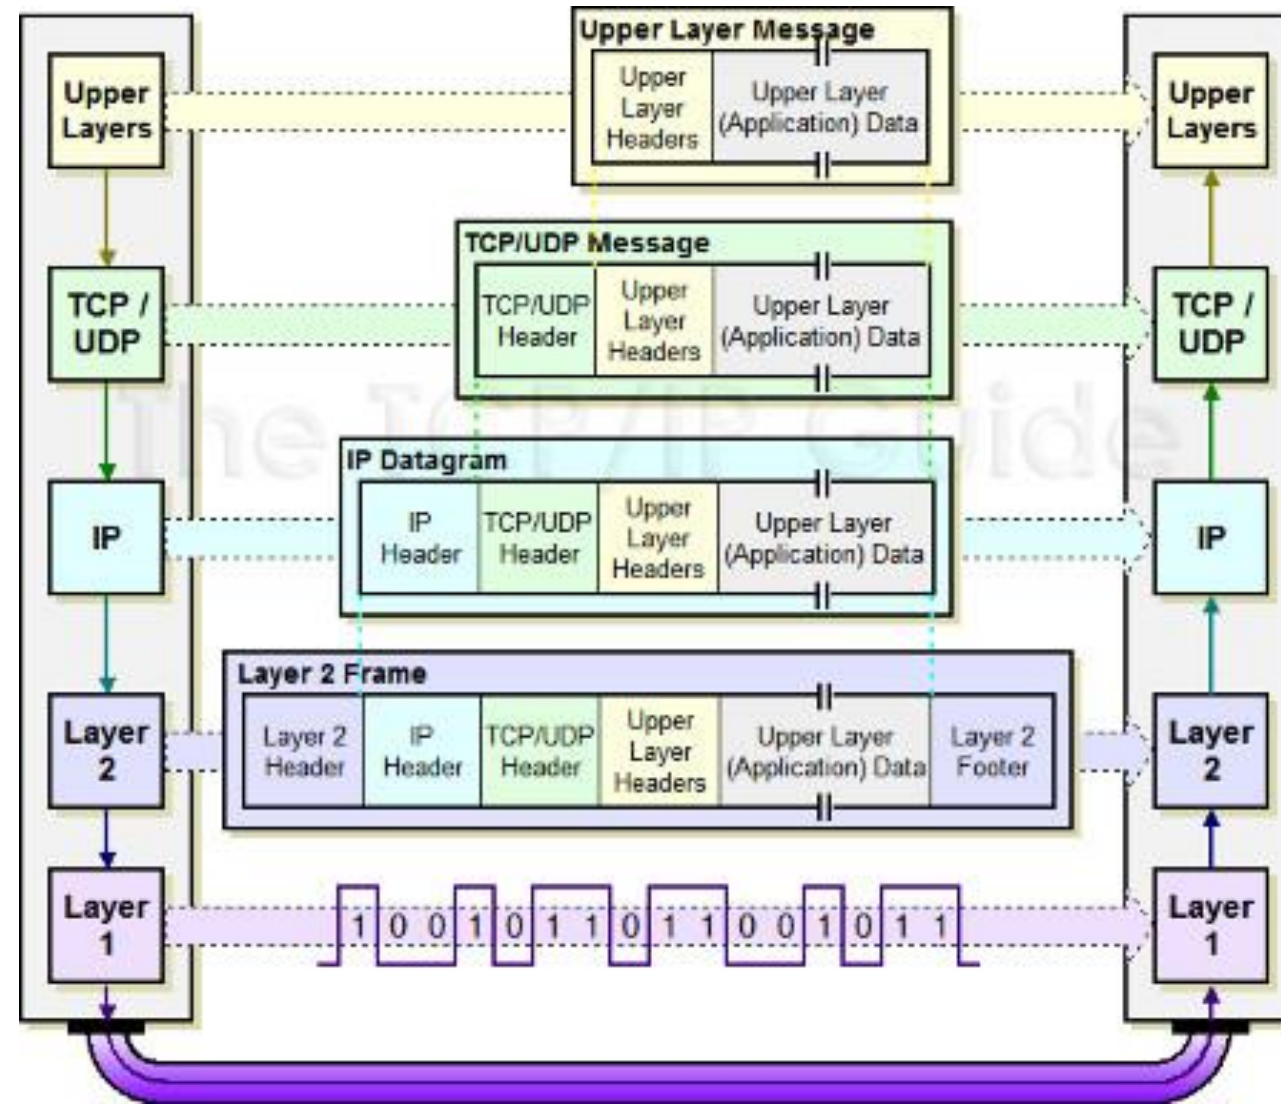 Upper Layer Message
Upper
Layers
Upper
Layer
Headers
Upper Layer
(Application) Data
Upper
Layers
TCP/UDP Message
TCP /
UDP
TCP/UDP
Header
Upper
Layer
Headers
Upper Layer
(Application) Data
TCP /
UDP
The TCP/IP Guide
IP Datagram
IP
IP
Header
TCP/UDP
Header
Upper
Layer
Headers
Upper Layer
(Application) Data
IP
Layer 2 Frame
Layer
2
Layer 2
Header
IP
Header
TCP/UDP
Header
Upper
Layer
Headers
Upper Layer
(Application) Data
Layer 2
Footer
Layer
2
Layer
1
1 0 0 1 0 1 1 0 1 1 0 0 1 0 1 1
Layer
1